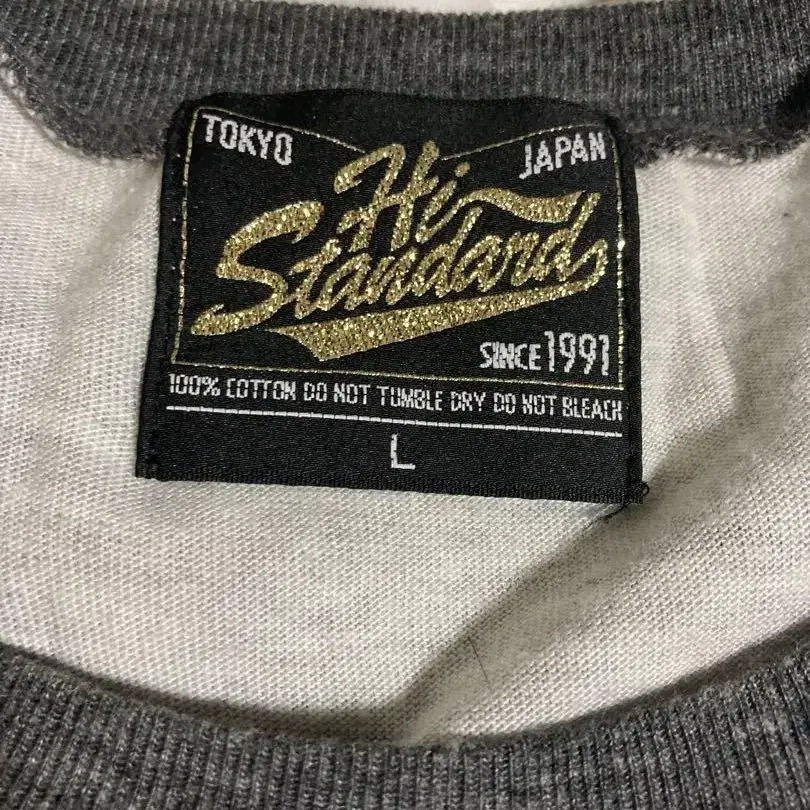 TOKYO
JAPAN
Hi-
Standard
SINCE 1991
100% COTTON DO NOT TUMBLE DRY DO NOT BLEACH
L